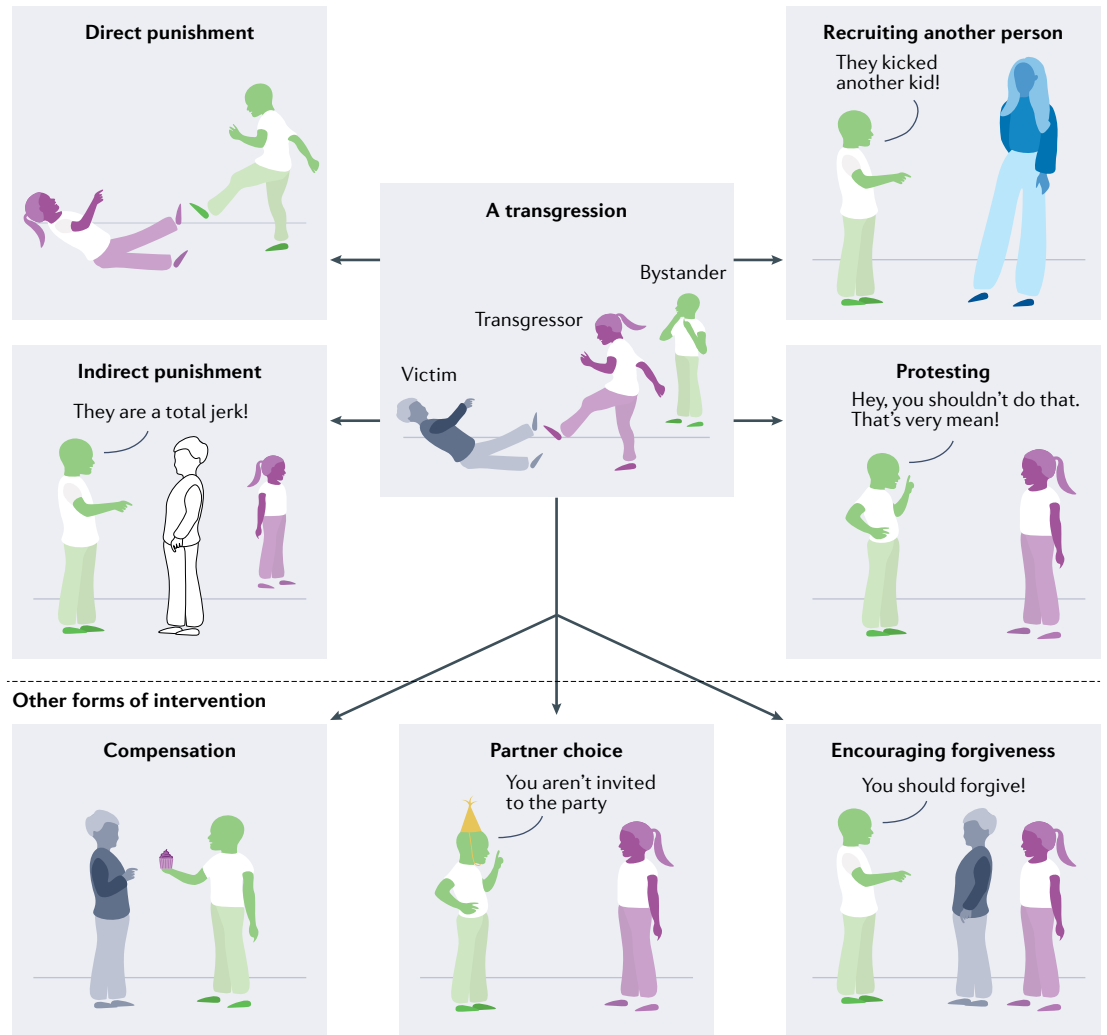 Direct punishment
Recruiting another person
They kicked
another kid!
A transgression
Bystander
Transgressor
Victim
Indirect punishment
They are a total jerk!
Protesting
Hey, you shouldn’t do that.
That’s very mean!
Other forms of intervention
Compensation
Partner choice
You aren’t invited
to the party
Encouraging forgiveness
You should forgive!